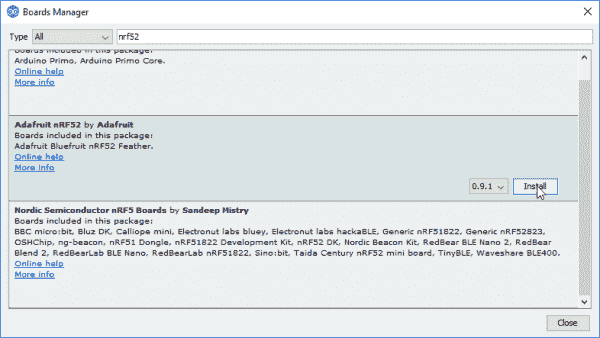 Boards Manager
Type All nrf52
Boards included in this package:
Arduino Primo, Arduino Primo Core.
Online help
More info
Adafruit nRF52 by Adafruit
Boards included in this package:
Adafruit Bluefruit nRF52 Feather.
Online help
More info
0.9.1 Install
Nordic Semiconductor nRF5 Boards by Sandeep Mistry
Boards included in this package:
BBC micro:bit, Bluz DK, Calliope mini, Electronut labs bluey, Electronut labs hackaBLE, Generic nRF51822, Generic nRF52823,
OSHChip, ng-beacon, nRF51 Dongle, nRF51822 Development Kit, nRF52 DK, Nordic Beacon Kit, RedBear BLE Nano 2, RedBear
Blend 2, RedBearLab BLE Nano, RedBearLab nRF51822, Sino:bit, Taida Century nRF52 mini board, TinyBLE, Waveshare BLE400.
Online help
More info
Close